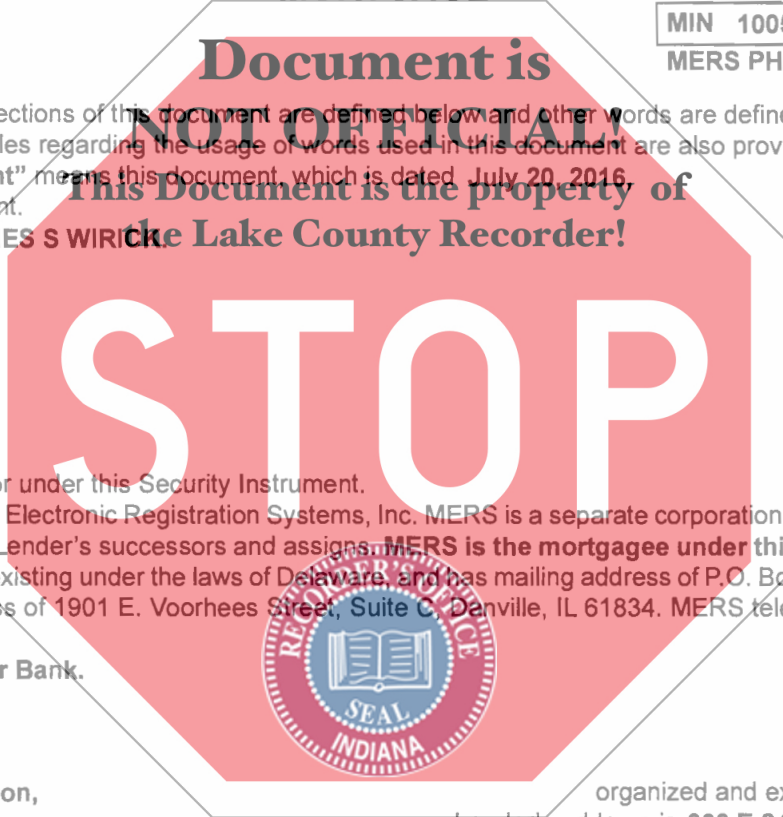 MIN 1005
Document is
MERS PH
ections of this document are defined below and other words are define
NOT OFFICIAL!
les regarding the usage of words used in this document are also prov
nt" means this document, which is dated July 20, 2016,
This Document is the property of
nt.
ES S WIRICK.
the Lake County Recorder!
STOP
or under this Security Instrument.
Electronic Registration Systems, Inc. MERS is a separate corporation
Lender's successors and assigns. MERS is the mortgagee under thi
existing under the laws of Delaware, and has mailing address of P.O. Bo
ss of 1901 E. Voorhees Street, Suite C, Danville, IL 61834. MERS tele
RECORDER'S OFFICE
r Bank.
SEAL
INDIANA
on,
organized and ex